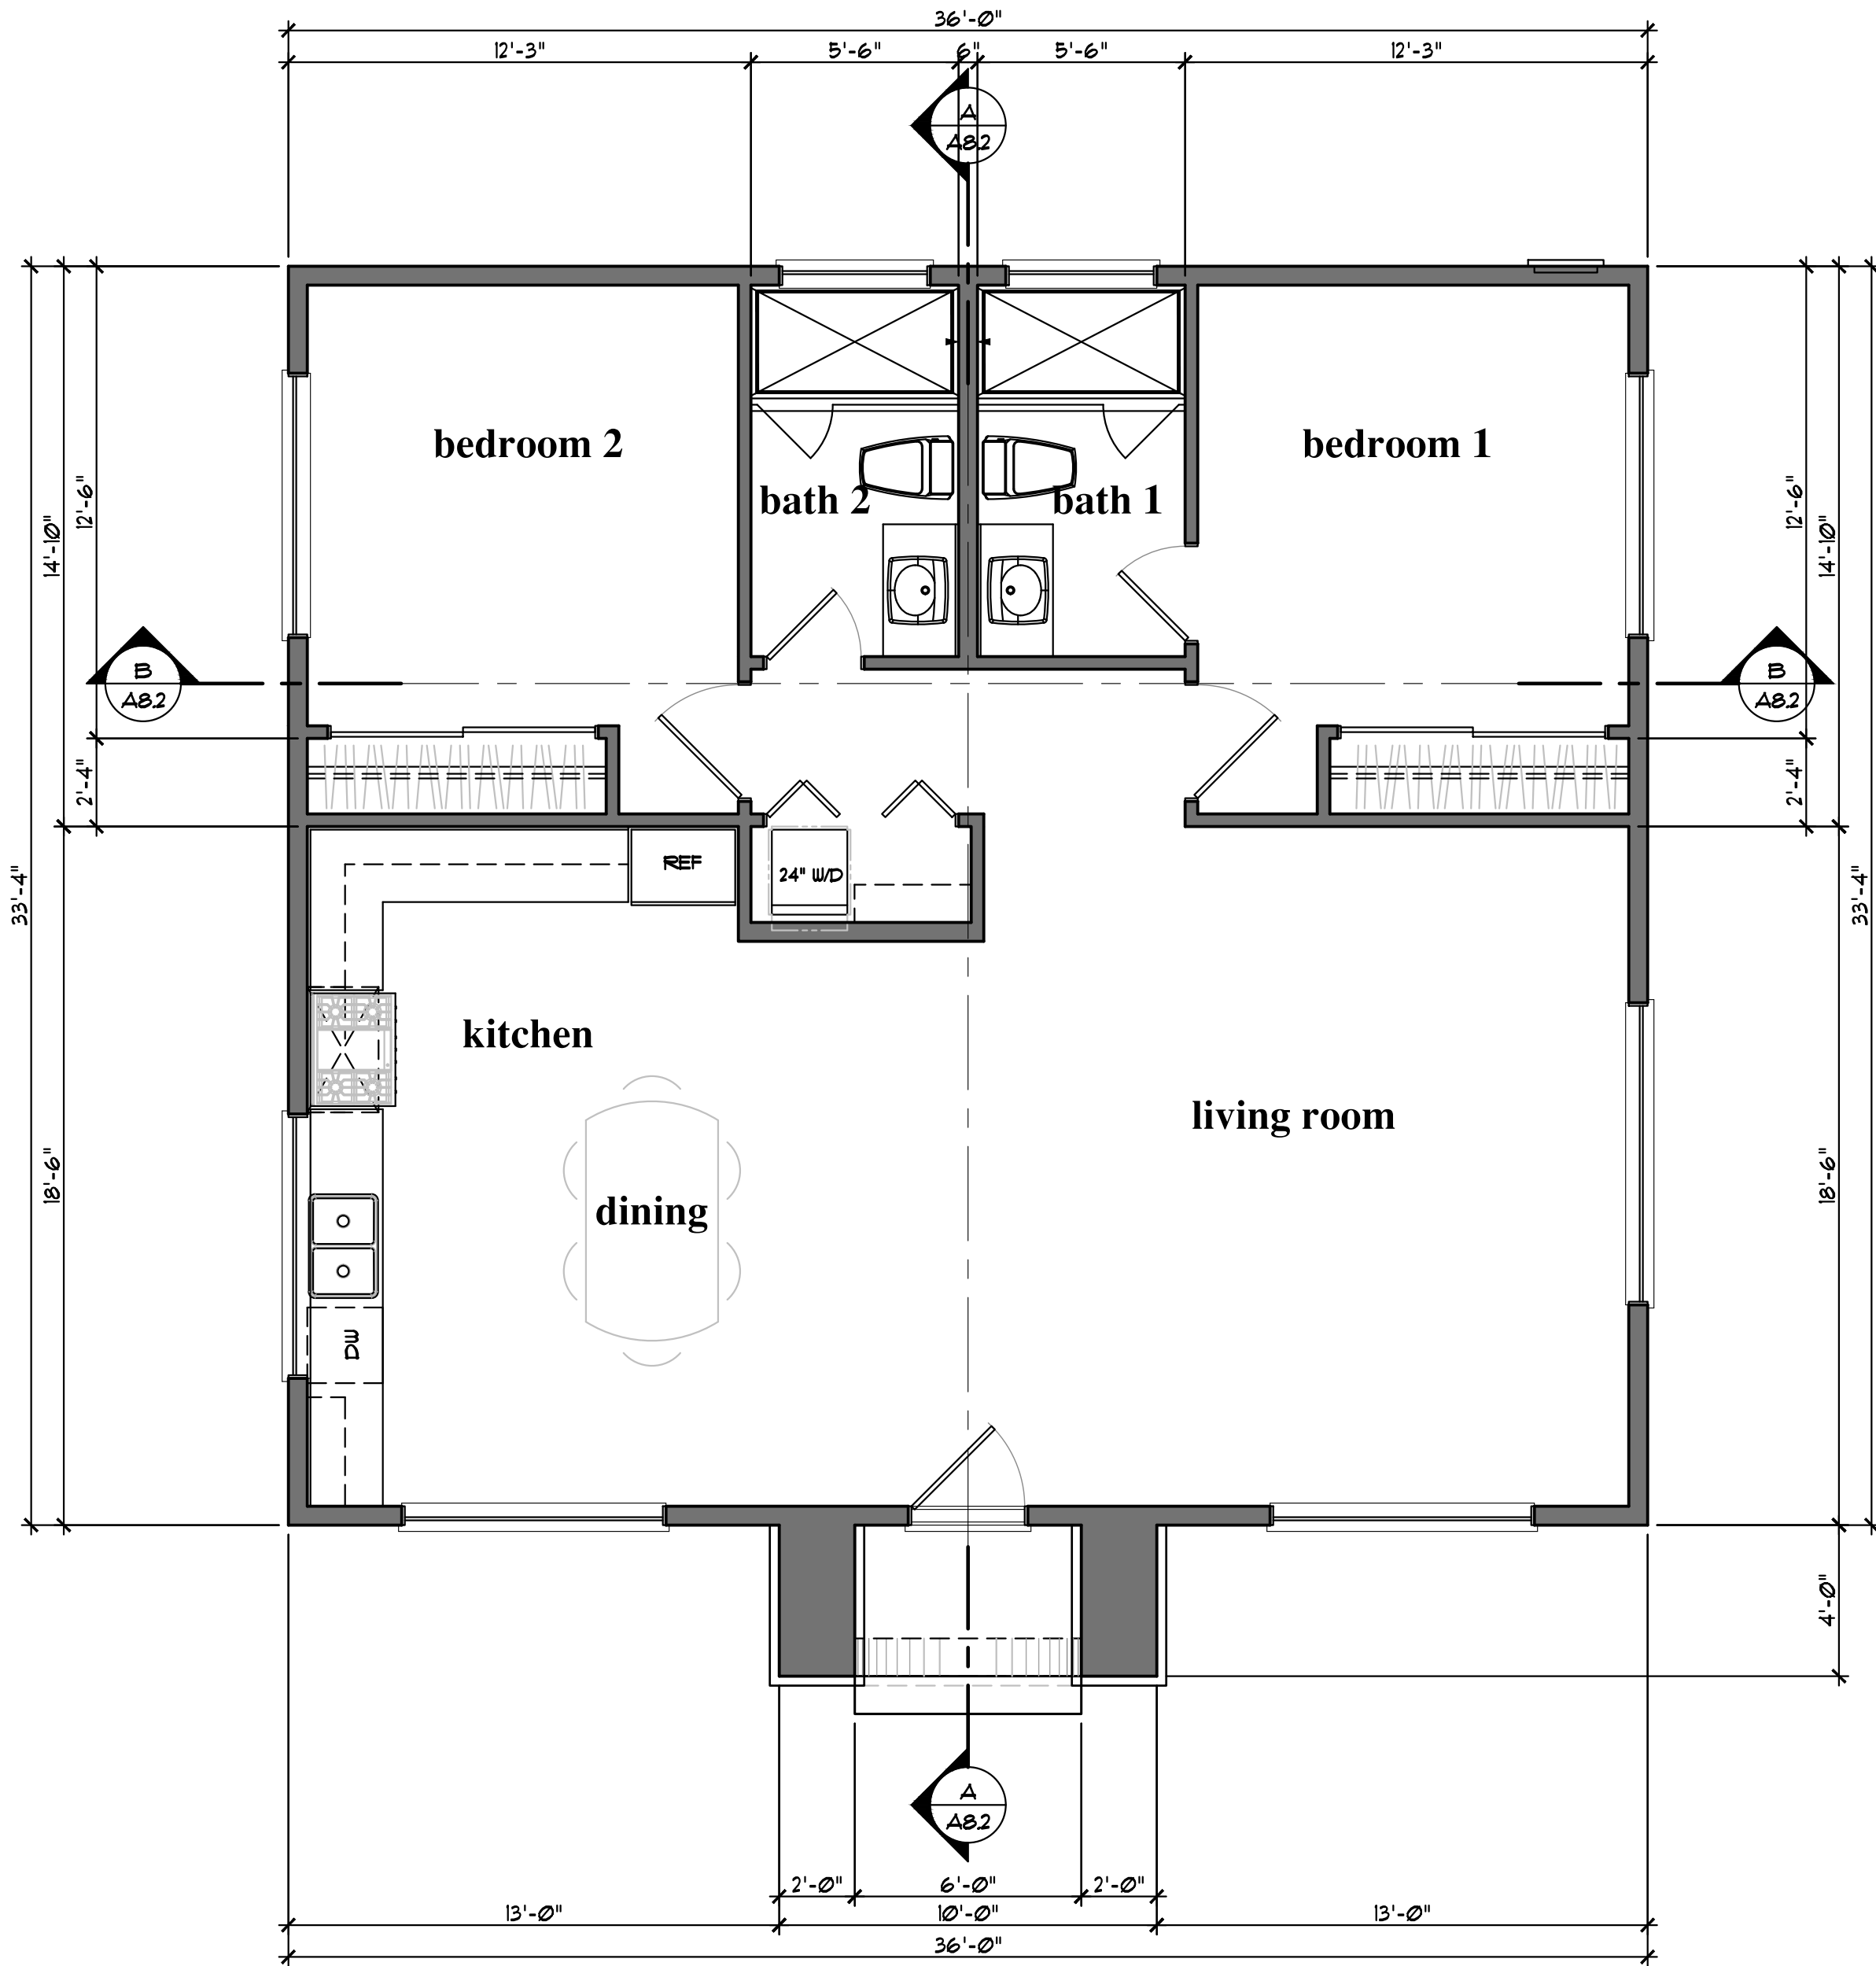 36'-0"
12'-3" 5'-6" 6" 5'-6" 12'-3"
A
A8.2
bedroom 2
bedroom 1
bath 2
bath 1
12'-6"
14'-10"
12'-6"
14'-10"
B
A8.2
B
A8.2
2'-4"
2'-4"
REF
24" W/D
33'-4"
33'-4"
kitchen
living room
18'-6"
18'-6"
dining
DW
4'-0"
A
A8.2
2'-0" 6'-0" 2'-0"
13'-0" 10'-0" 13'-0"
36'-0"